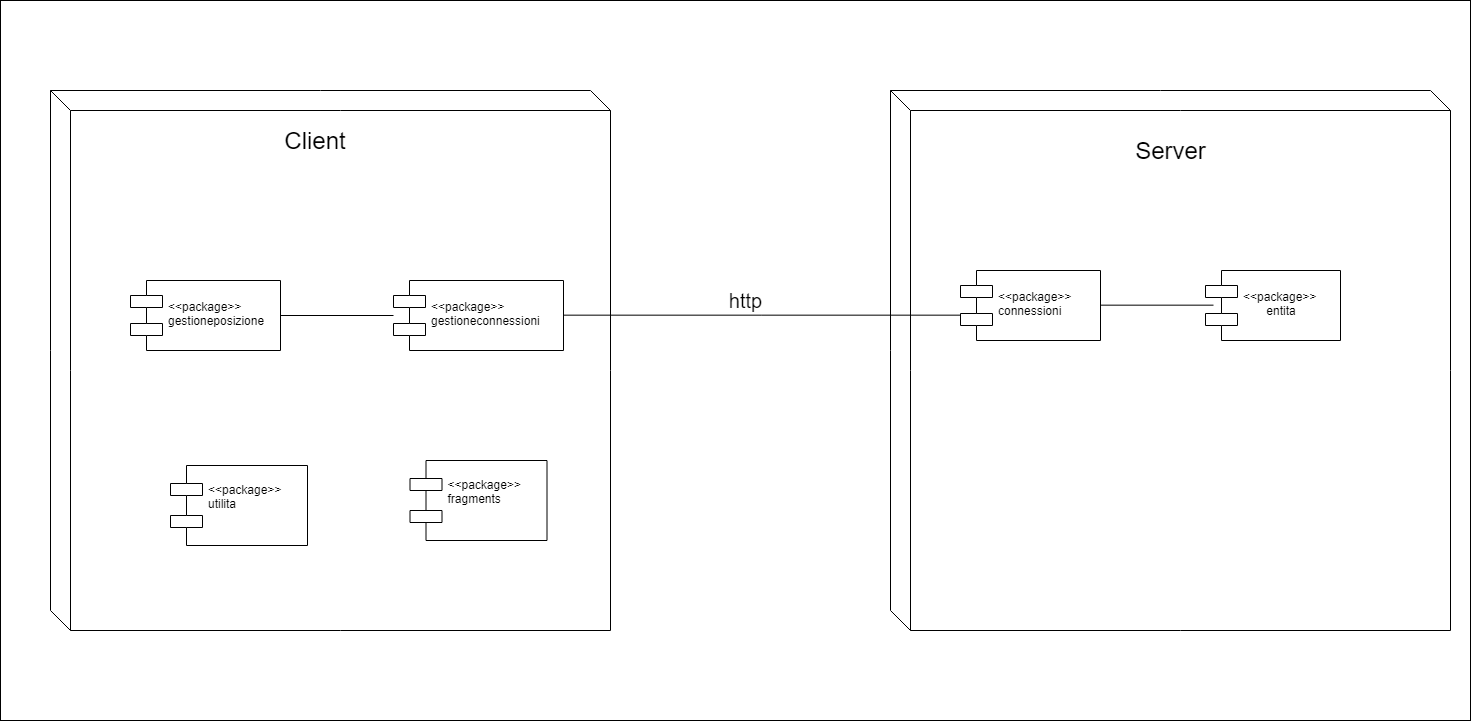 Client
Server
<<package>>
gestioneposizione
<<package>>
gestioneconnessioni
http
<<package>>
connessioni
<<package>>
entita
<<package>>
utilita
<<package>>
fragments